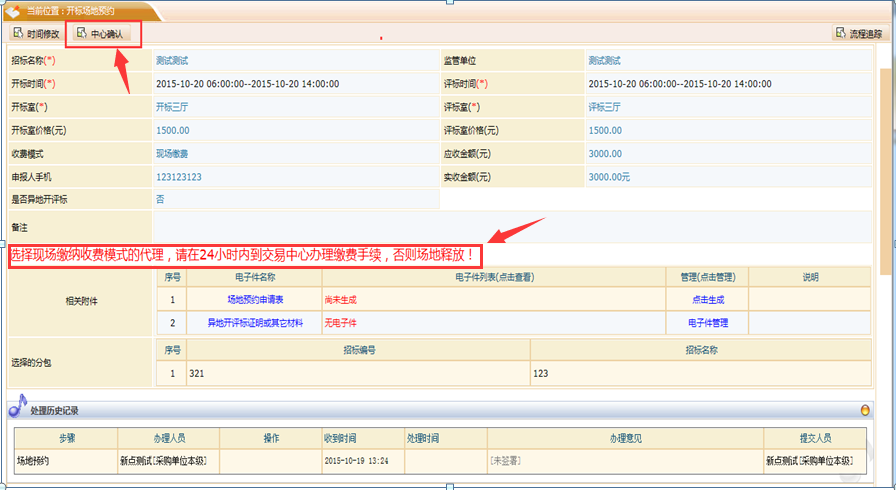 当前位置：开标场地预约
时间修改 中心确认 流程追踪
招标名称(*) 测试测试 监管单位 测试测试
开标时间(*) 2015-10-20 06:00:00--2015-10-20 14:00:00 评标时间(*) 2015-10-20 06:00:00--2015-10-20 14:00:00
开标室(*) 开标三厅 评标室(*) 评标三厅
开标室价格(元) 1500.00 评标室价格(元) 1500.00
收费模式 现场缴费 应收金额(元) 3000.00
申报人手机 123123123 实收金额(元) 3000.00元
是否异地开评标 否
备注
选择现场缴纳收费模式的代理，请在24小时内到交易中心办理缴费手续，否则场地释放！
相关附件
序号 电子件名称 电子件列表(点击查看) 管理(点击管理) 说明
1 场地预约申请表 尚未生成 点击生成
2 异地开评标证明或其它材料 无电子件 电子件管理
选择的分包
序号 招标编号 招标名称
1 321 123
处理历史记录
步骤 办理人员 操作 收到时间 处理时间 办理意见 提交人员
场地预约 新点测试[采购单位本级] 2015-10-19 13:24 [未签署] 新点测试[采购单位本级]